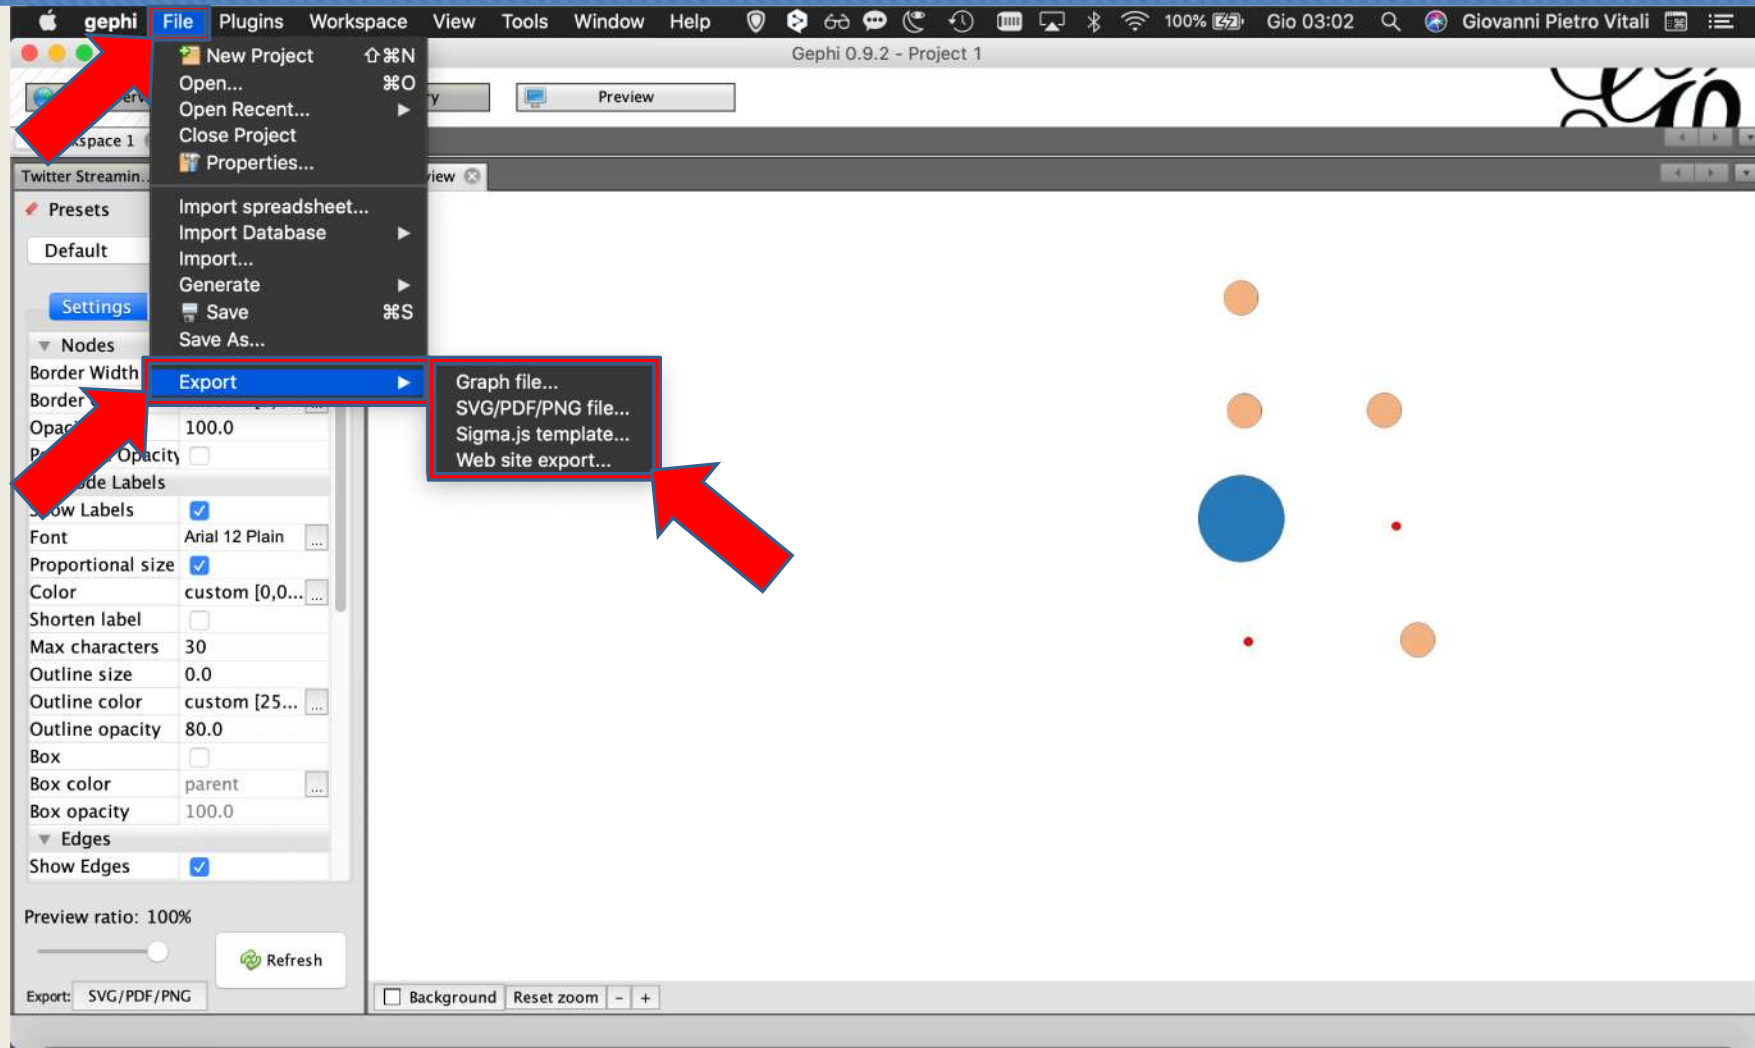 gephi File Plugins Workspace View Tools Window Help 100% Gio 03:02 Giovanni Pietro Vitali
Gephi 0.9.2 - Project 1
Preview
New Project ⇧⌘N
Open... ⌘O
Open Recent...
Close Project
Properties...
Import spreadsheet...
Import Database
Import...
Generate
Save ⌘S
Save As...
Export
Graph file...
SVG/PDF/PNG file...
Sigma.js template...
Web site export...
Twitter Streamin...
Presets
Default
Settings
Nodes
Border Width
Border
100.0
Opacity
Labels
Show Labels
Font Arial 12 Plain ...
Proportional size
Color custom [0,0... ...
Shorten label
Max characters 30
Outline size 0.0
Outline color custom [25... ...
Outline opacity 80.0
Box
Box color parent ...
Box opacity 100.0
Edges
Show Edges
Preview ratio: 100%
Refresh
Export: SVG/PDF/PNG
Background Reset zoom - +